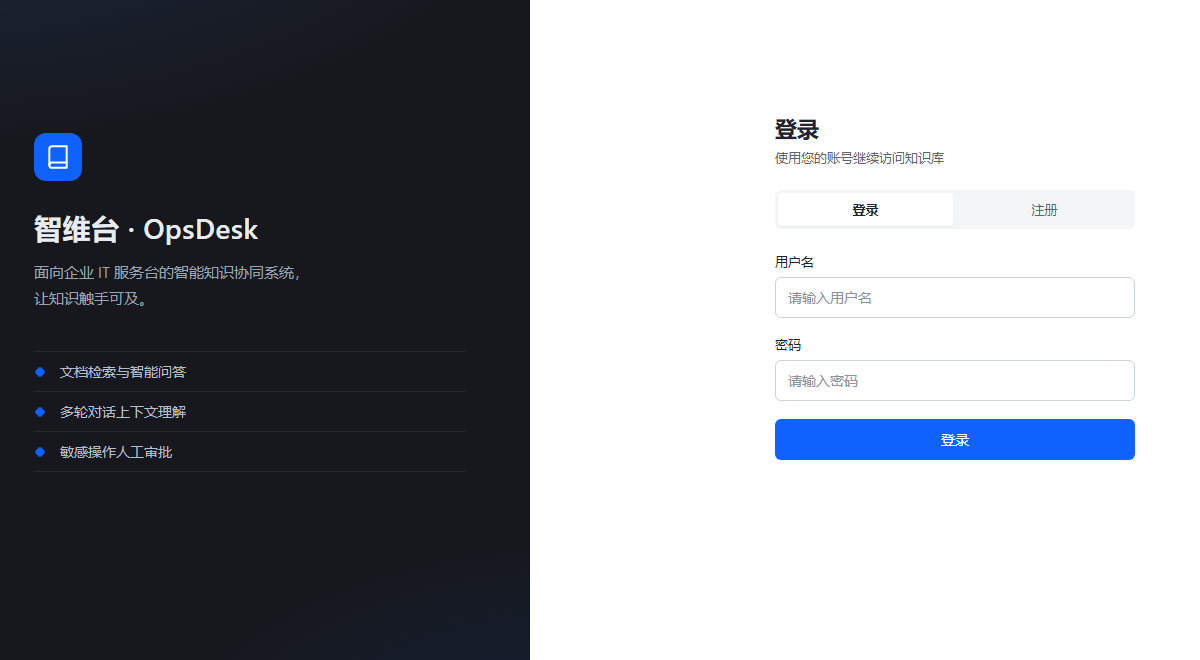 智维台 · OpsDesk
面向企业 IT 服务台的智能知识协同系统，
让知识触手可及。
文档检索与智能问答
多轮对话上下文理解
敏感操作人工审批
登录
使用您的账号继续访问知识库
登录 注册
用户名
请输入用户名
密码
请输入密码
登录